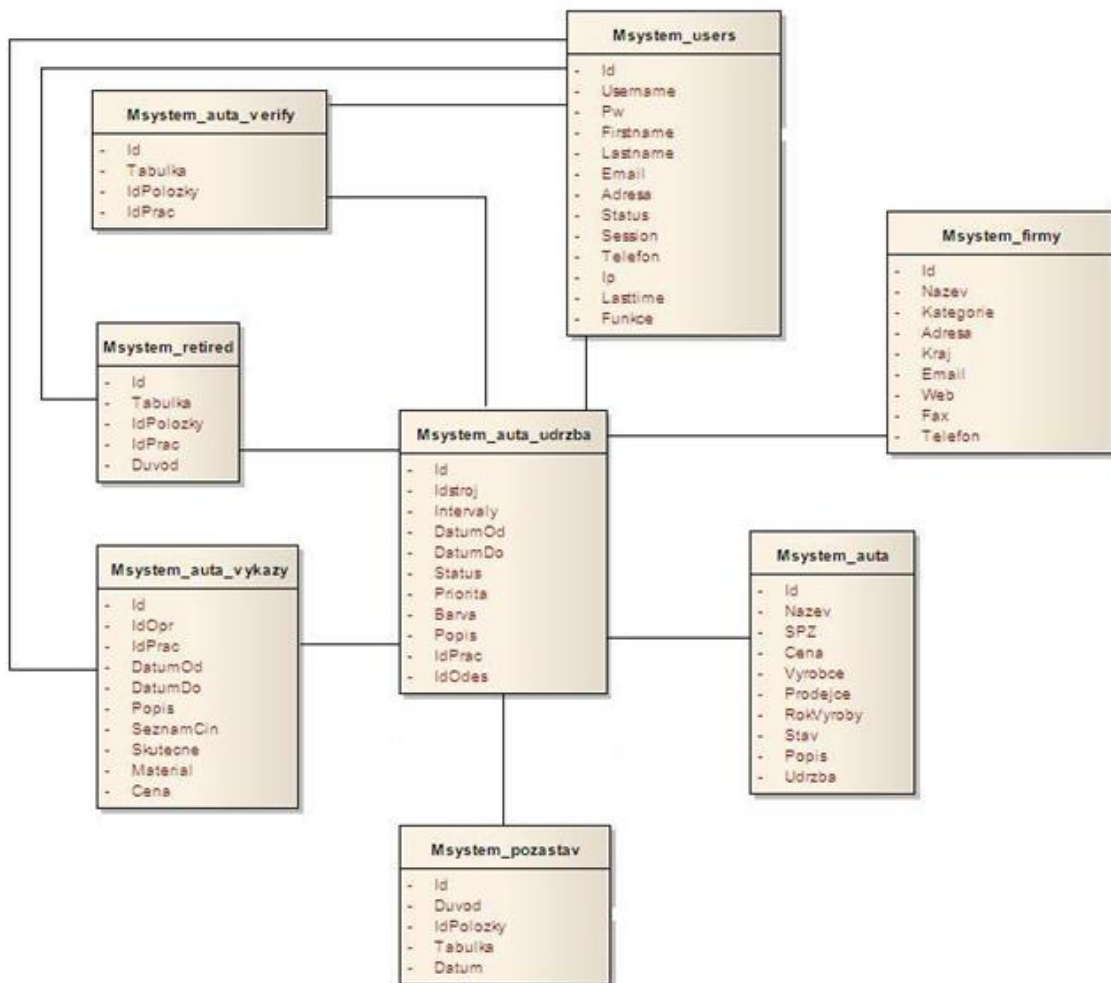 Msystem_users
- Id
- Username
- Pw
- Firstname
- Lastname
- Email
- Adresa
- Status
- Session
- Telefon
- Ip
- Lasttime
- Funkce
Msystem_auta_verify
- Id
- Tabulka
- IdPolozky
- IdPrac
Msystem_firmy
- Id
- Nazev
- Kategorie
- Adresa
- Kraj
- Email
- Web
- Fax
- Telefon
Msystem_retired
- Id
- Tabulka
- IdPolozky
- IdPrac
- Duvod
Msystem_auta_udrzba
- Id
- Idstroj
- Intervaly
- DatumOd
- DatumDo
- Status
- Priorita
- Barva
- Popis
- IdPrac
- IdOdes
Msystem_auta_vykazy
- Id
- IdOpr
- IdPrac
- DatumOd
- DatumDo
- Popis
- SeznamCin
- Skutecne
- Material
- Cena
Msystem_auta
- Id
- Nazev
- SPZ
- Cena
- Vyrobce
- Prodejce
- RokVyroby
- Stav
- Popis
- Udrzba
Msystem_pozastav
- Id
- Duvod
- IdPolozky
- Tabulka
- Datum